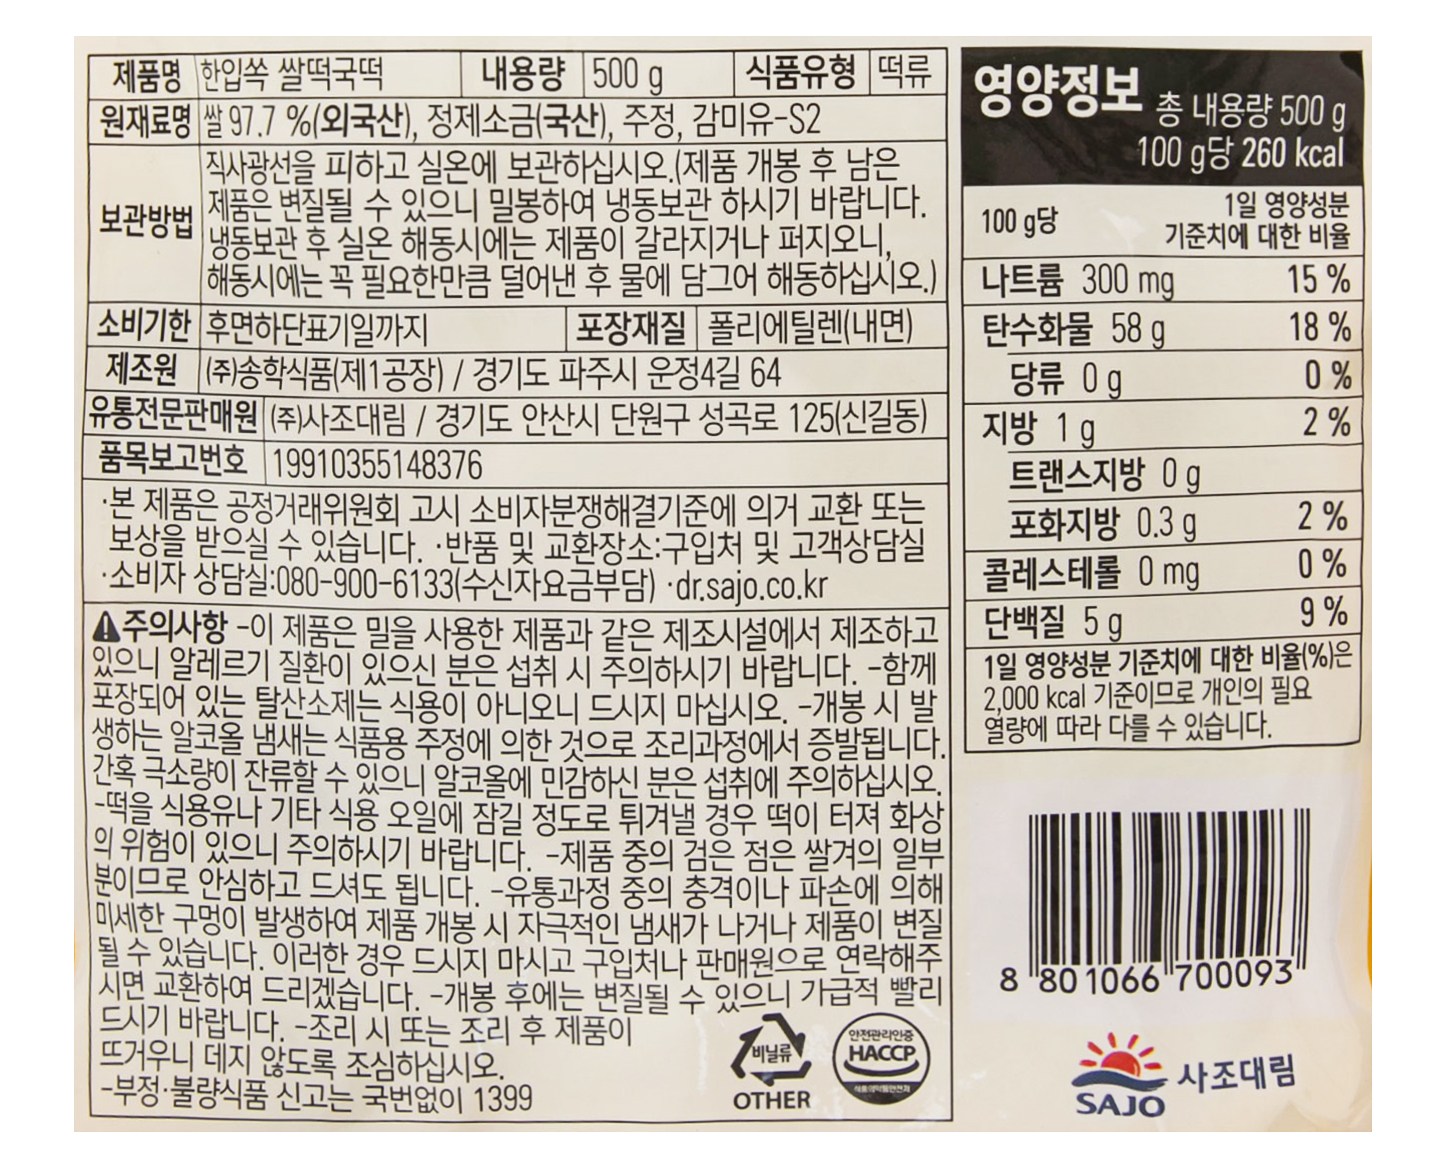 제품명 한입쏙 쌀떡국떡 내용량 500 g 식품유형 떡류
원재료명 쌀 97.7 %(외국산), 정제소금(국산), 주정, 감미유-S2
보관방법
직사광선을 피하고 실온에 보관하십시오.(제품 개봉 후 남은
제품은 변질될 수 있으니 밀봉하여 냉동보관 하시기 바랍니다.
냉동보관 후 실온 해동시에는 제품이 갈라지거나 퍼지오니,
해동시에는 꼭 필요한만큼 덜어낸 후 물에 담그어 해동하십시오.)
소비기한 후면하단표기일까지 포장재질 폴리에틸렌(내면)
제조원 (주)송학식품(제1공장) / 경기도 파주시 운정4길 64
유통전문판매원 (주)사조대림 / 경기도 안산시 단원구 성곡로 125(신길동)
품목보고번호 19910355148376
·본 제품은 공정거래위원회 고시 소비자분쟁해결기준에 의거 교환 또는
보상을 받으실 수 있습니다. ·반품 및 교환장소:구입처 및 고객상담실
·소비자 상담실:080-900-6133(수신자요금부담) ·dr.sajo.co.kr
주의사항 -이 제품은 밀을 사용한 제품과 같은 제조시설에서 제조하고
있으니 알레르기 질환이 있으신 분은 섭취 시 주의하시기 바랍니다. -함께
포장되어 있는 탈산소제는 식용이 아니오니 드시지 마십시오. -개봉 시 발
생하는 알코올 냄새는 식품용 주정에 의한 것으로 조리과정에서 증발됩니다.
간혹 극소량이 잔류할 수 있으니 알코올에 민감하신 분은 섭취에 주의하십시오.
-떡을 식용유나 기타 식용 오일에 잠길 정도로 튀겨낼 경우 떡이 터져 화상
의 위험이 있으니 주의하시기 바랍니다. -제품 중의 검은 점은 쌀겨의 일부
분이므로 안심하고 드셔도 됩니다. -유통과정 중의 충격이나 파손에 의해
미세한 구멍이 발생하여 제품 개봉 시 자극적인 냄새가 나거나 제품이 변질
될 수 있습니다. 이러한 경우 드시지 마시고 구입처나 판매원으로 연락해주
시면 교환하여 드리겠습니다. -개봉 후에는 변질될 수 있으니 가급적 빨리
드시기 바랍니다. -조리 시 또는 조리 후 제품이
뜨거우니 데지 않도록 조심하십시오.
-부정·불량식품 신고는 국번없이 1399
비닐류
OTHER
안전관리인증
HACCP
식품의약품안전처
영양정보 총 내용량 500 g
100 g당 260 kcal
100 g당 1일 영양성분
기준치에 대한 비율
나트륨 300 mg 15 %
탄수화물 58 g 18 %
당류 0 g 0 %
지방 1 g 2 %
트랜스지방 0 g
포화지방 0.3 g 2 %
콜레스테롤 0 mg 0 %
단백질 5 g 9 %
1일 영양성분 기준치에 대한 비율(%)은
2,000 kcal 기준이므로 개인의 필요
열량에 따라 다를 수 있습니다.
8 801066 700093
SAJO 사조대림